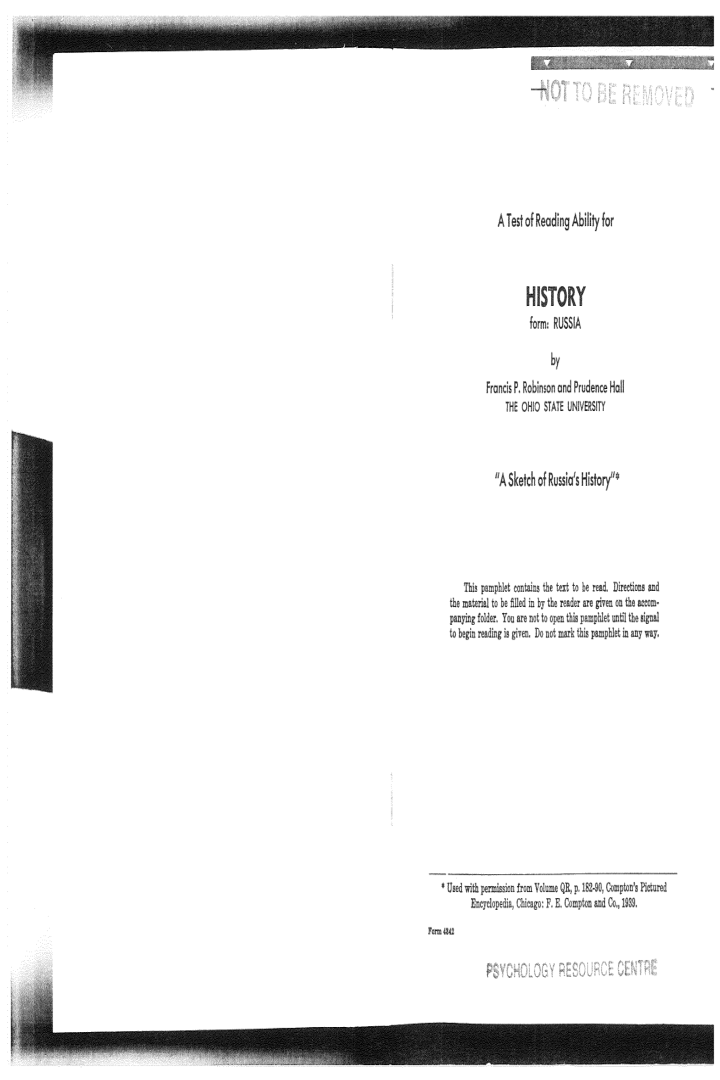 NOT TO BE REMOVED
A Test of Reading Ability for
HISTORY
form: RUSSIA
by
Francis P. Robinson and Prudence Hall
THE OHIO STATE UNIVERSITY
"A Sketch of Russia's History"*
This pamphlet contains the text to be read. Directions and
the material to be filled in by the reader are given on the accom-
panying folder. You are not to open this pamphlet until the signal
to begin reading is given. Do not mark this pamphlet in any way.
* Used with permission from Volume QR, p. 182-90, Compton's Pictured
Encyclopedia, Chicago: F. E. Compton and Co., 1939.
Form 4342
PSYCHOLOGY RESOURCE CENTRE